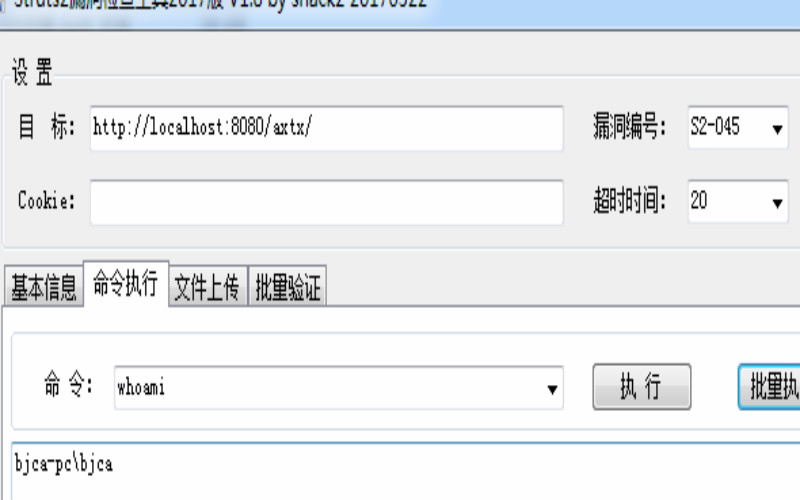 Struts2漏洞检查工具2017版 V1.8 by shack2 20170322
设 置
目 标: http://localhost:8080/axtx/ 漏洞编号: S2-045
Cookie: 超时时间: 20
基本信息 命令执行 文件上传 批里验证
命 令: whoami 执 行 批里执
bjca-pc\bjca